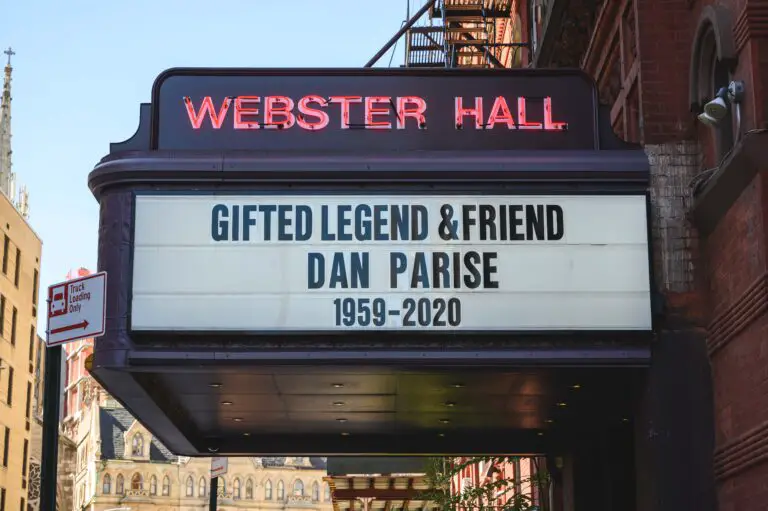 WEBSTER HALL
GIFTED LEGEND &FRIEND
DAN PARISE
1959-2020
Truck
Loading
Only